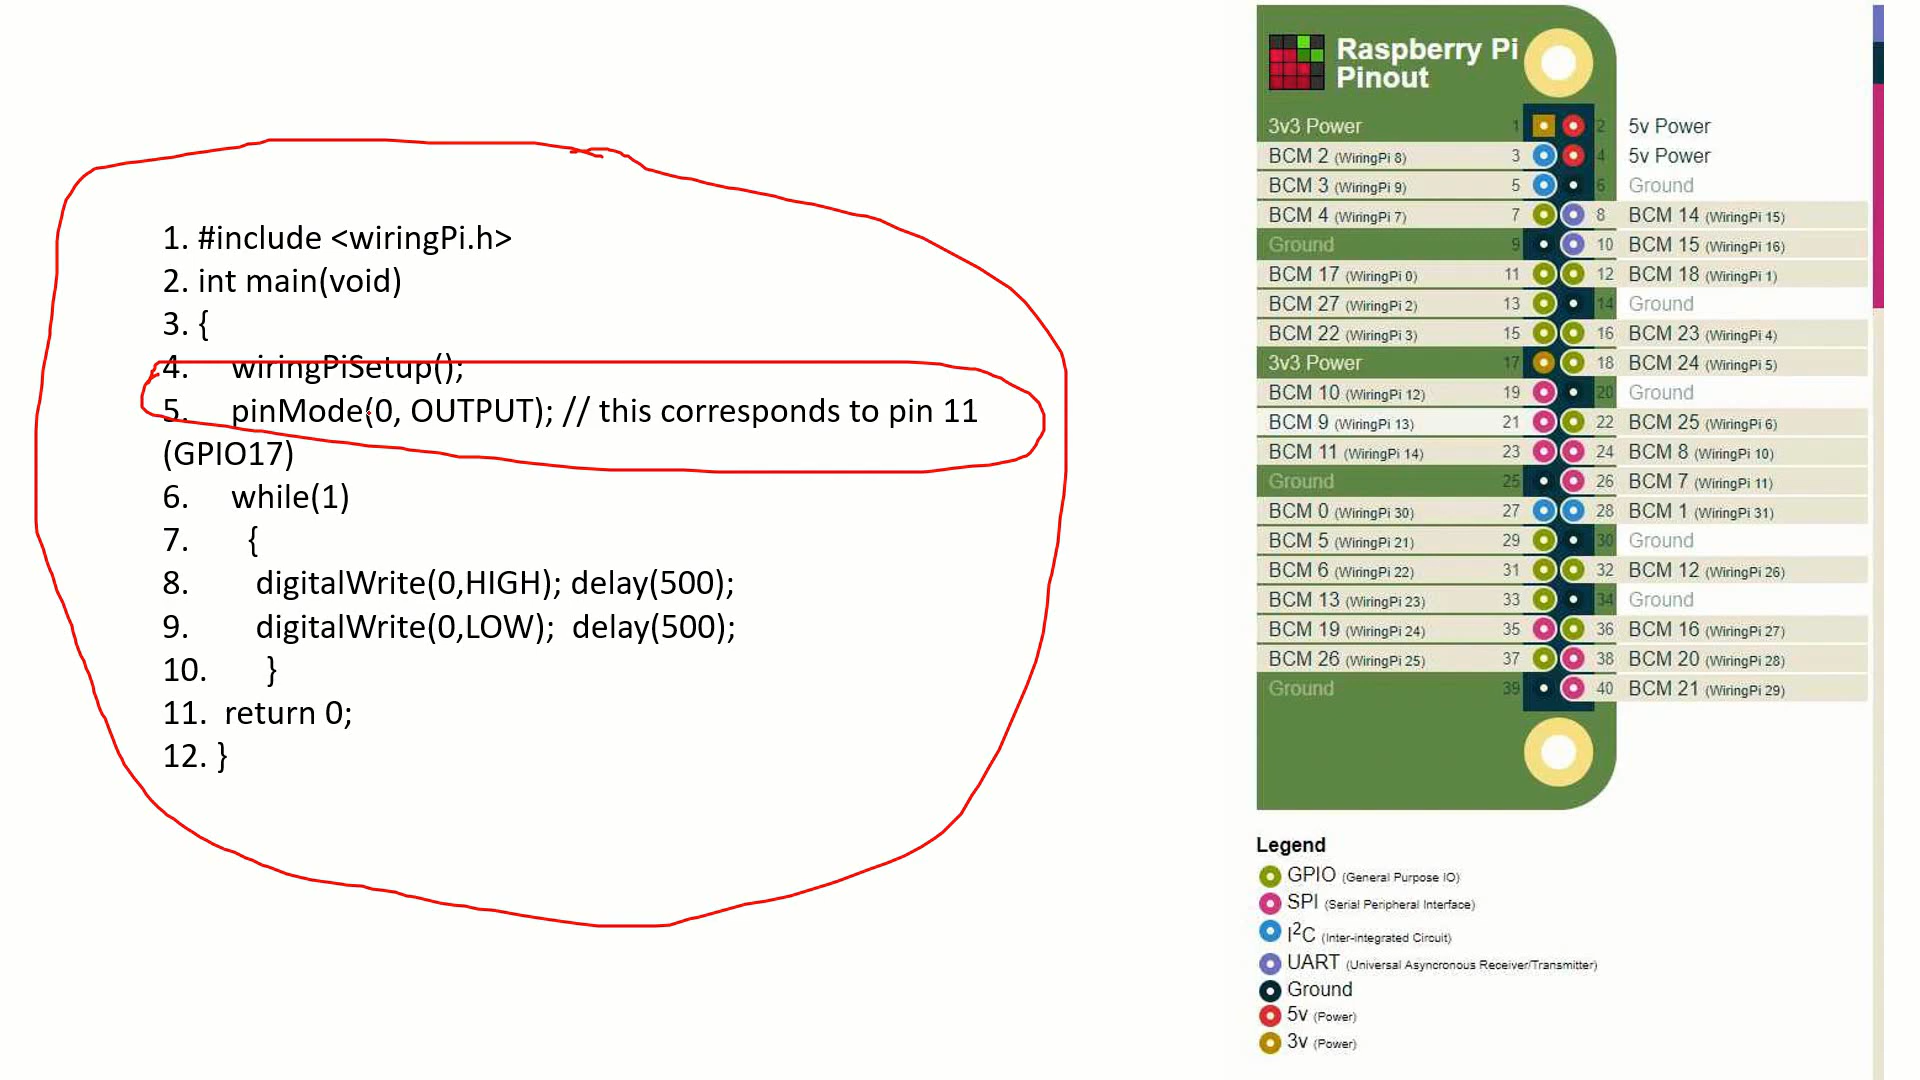 1. #include <wiringPi.h>
2. int main(void)
3. {
4. wiringPiSetup();
5. pinMode(0, OUTPUT); // this corresponds to pin 11
(GPIO17)
6. while(1)
7. {
8. digitalWrite(0,HIGH); delay(500);
9. digitalWrite(0,LOW); delay(500);
10. }
11. return 0;
12. }
Raspberry Pi
Pinout
3v3 Power 1 2 5v Power
BCM 2 (WiringPi 8) 3 4 5v Power
BCM 3 (WiringPi 9) 5 6 Ground
BCM 4 (WiringPi 7) 7 8 BCM 14 (WiringPi 15)
Ground 9 10 BCM 15 (WiringPi 16)
BCM 17 (WiringPi 0) 11 12 BCM 18 (WiringPi 1)
BCM 27 (WiringPi 2) 13 14 Ground
BCM 22 (WiringPi 3) 15 16 BCM 23 (WiringPi 4)
3v3 Power 17 18 BCM 24 (WiringPi 5)
BCM 10 (WiringPi 12) 19 20 Ground
BCM 9 (WiringPi 13) 21 22 BCM 25 (WiringPi 6)
BCM 11 (WiringPi 14) 23 24 BCM 8 (WiringPi 10)
Ground 25 26 BCM 7 (WiringPi 11)
BCM 0 (WiringPi 30) 27 28 BCM 1 (WiringPi 31)
BCM 5 (WiringPi 21) 29 30 Ground
BCM 6 (WiringPi 22) 31 32 BCM 12 (WiringPi 26)
BCM 13 (WiringPi 23) 33 34 Ground
BCM 19 (WiringPi 24) 35 36 BCM 16 (WiringPi 27)
BCM 26 (WiringPi 25) 37 38 BCM 20 (WiringPi 28)
Ground 39 40 BCM 21 (WiringPi 29)
Legend
GPIO (General Purpose IO)
SPI (Serial Peripheral Interface)
I²C (Inter-integrated Circuit)
UART (Universal Asyncronous Receiver/Transmitter)
Ground
5v (Power)
3v (Power)